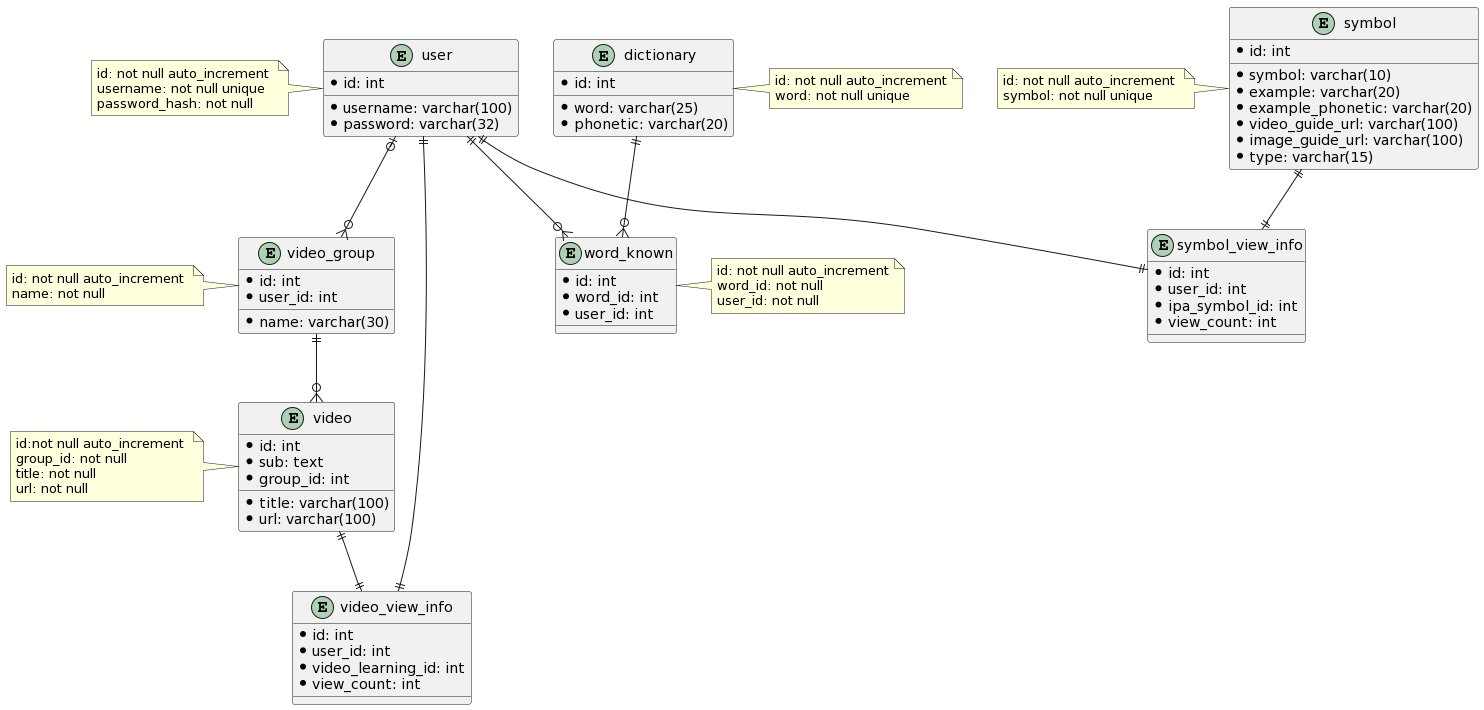 E symbol
id: int
symbol: varchar(10)
example: varchar(20)
example_phonetic: varchar(20)
video_guide_url: varchar(100)
image_guide_url: varchar(100)
type: varchar(15)
id: not null auto_increment
symbol: not null unique
E user
id: int
username: varchar(100)
password: varchar(32)
id: not null auto_increment
username: not null unique
password_hash: not null
E dictionary
id: int
word: varchar(25)
phonetic: varchar(20)
id: not null auto_increment
word: not null unique
E video_group
id: int
user_id: int
name: varchar(30)
id: not null auto_increment
name: not null
E word_known
id: int
word_id: int
user_id: int
id: not null auto_increment
word_id: not null
user_id: not null
E symbol_view_info
id: int
user_id: int
ipa_symbol_id: int
view_count: int
E video
id: int
sub: text
group_id: int
title: varchar(100)
url: varchar(100)
id:not null auto_increment
group_id: not null
title: not null
url: not null
E video_view_info
id: int
user_id: int
video_learning_id: int
view_count: int